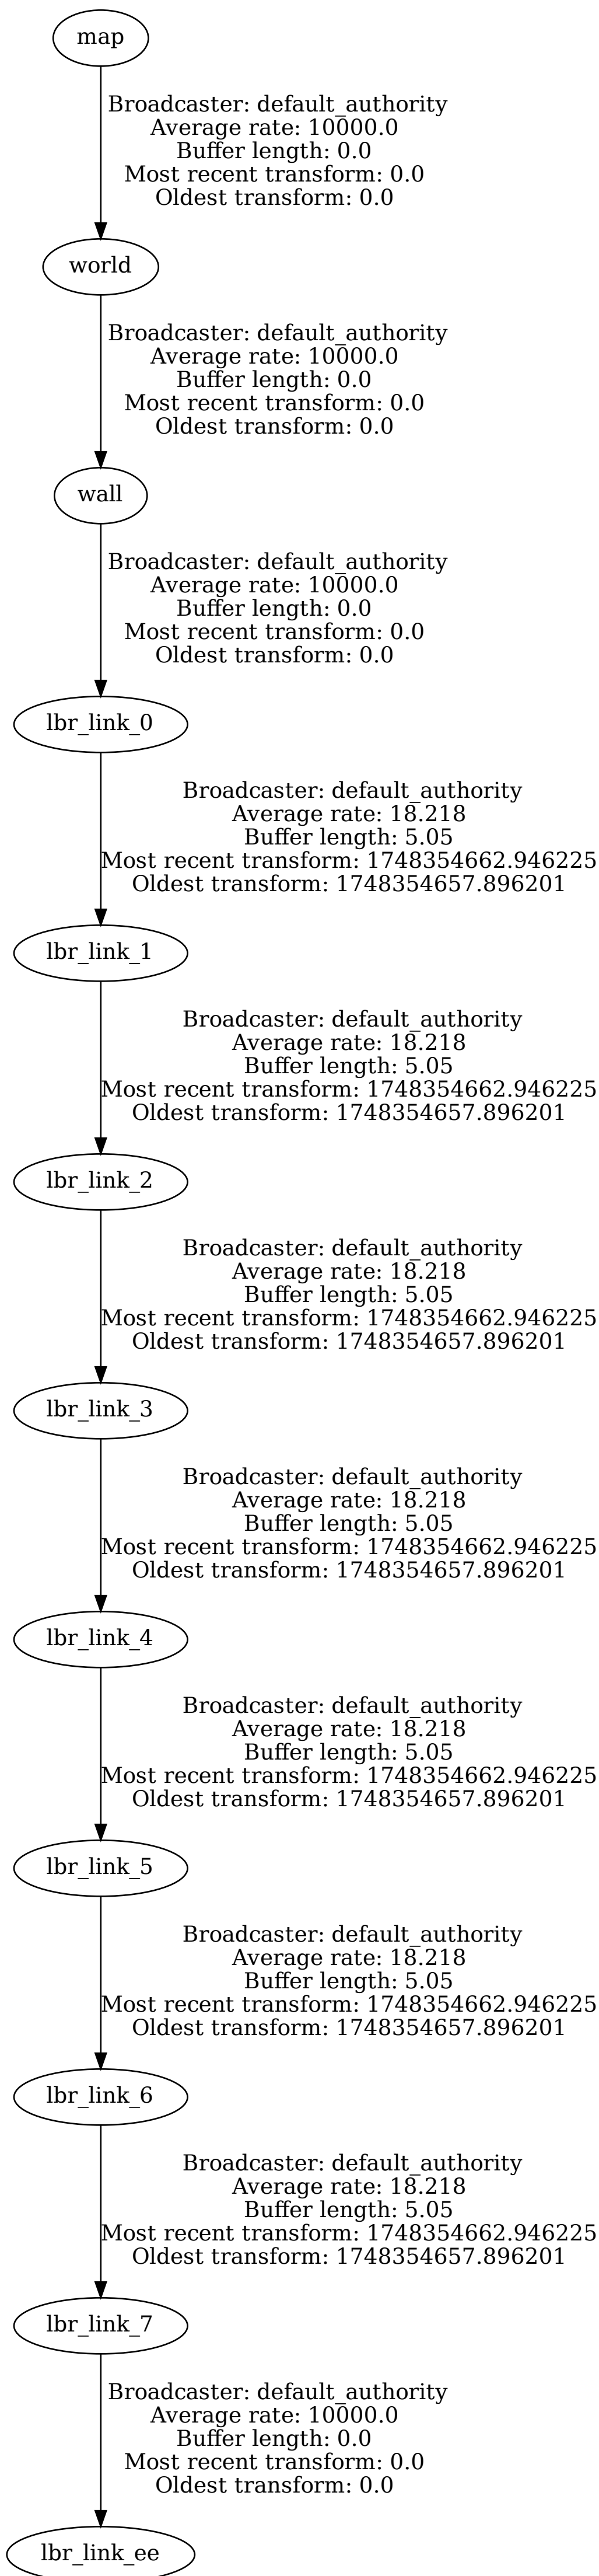 map
Broadcaster: default_authority
Average rate: 10000.0
Buffer length: 0.0
Most recent transform: 0.0
Oldest transform: 0.0
world
Broadcaster: default_authority
Average rate: 10000.0
Buffer length: 0.0
Most recent transform: 0.0
Oldest transform: 0.0
wall
Broadcaster: default_authority
Average rate: 10000.0
Buffer length: 0.0
Most recent transform: 0.0
Oldest transform: 0.0
lbr_link_0
Broadcaster: default_authority
Average rate: 18.218
Buffer length: 5.05
Most recent transform: 1748354662.946225
Oldest transform: 1748354657.896201
lbr_link_1
Broadcaster: default_authority
Average rate: 18.218
Buffer length: 5.05
Most recent transform: 1748354662.946225
Oldest transform: 1748354657.896201
lbr_link_2
Broadcaster: default_authority
Average rate: 18.218
Buffer length: 5.05
Most recent transform: 1748354662.946225
Oldest transform: 1748354657.896201
lbr_link_3
Broadcaster: default_authority
Average rate: 18.218
Buffer length: 5.05
Most recent transform: 1748354662.946225
Oldest transform: 1748354657.896201
lbr_link_4
Broadcaster: default_authority
Average rate: 18.218
Buffer length: 5.05
Most recent transform: 1748354662.946225
Oldest transform: 1748354657.896201
lbr_link_5
Broadcaster: default_authority
Average rate: 18.218
Buffer length: 5.05
Most recent transform: 1748354662.946225
Oldest transform: 1748354657.896201
lbr_link_6
Broadcaster: default_authority
Average rate: 18.218
Buffer length: 5.05
Most recent transform: 1748354662.946225
Oldest transform: 1748354657.896201
lbr_link_7
Broadcaster: default_authority
Average rate: 10000.0
Buffer length: 0.0
Most recent transform: 0.0
Oldest transform: 0.0
lbr_link_ee